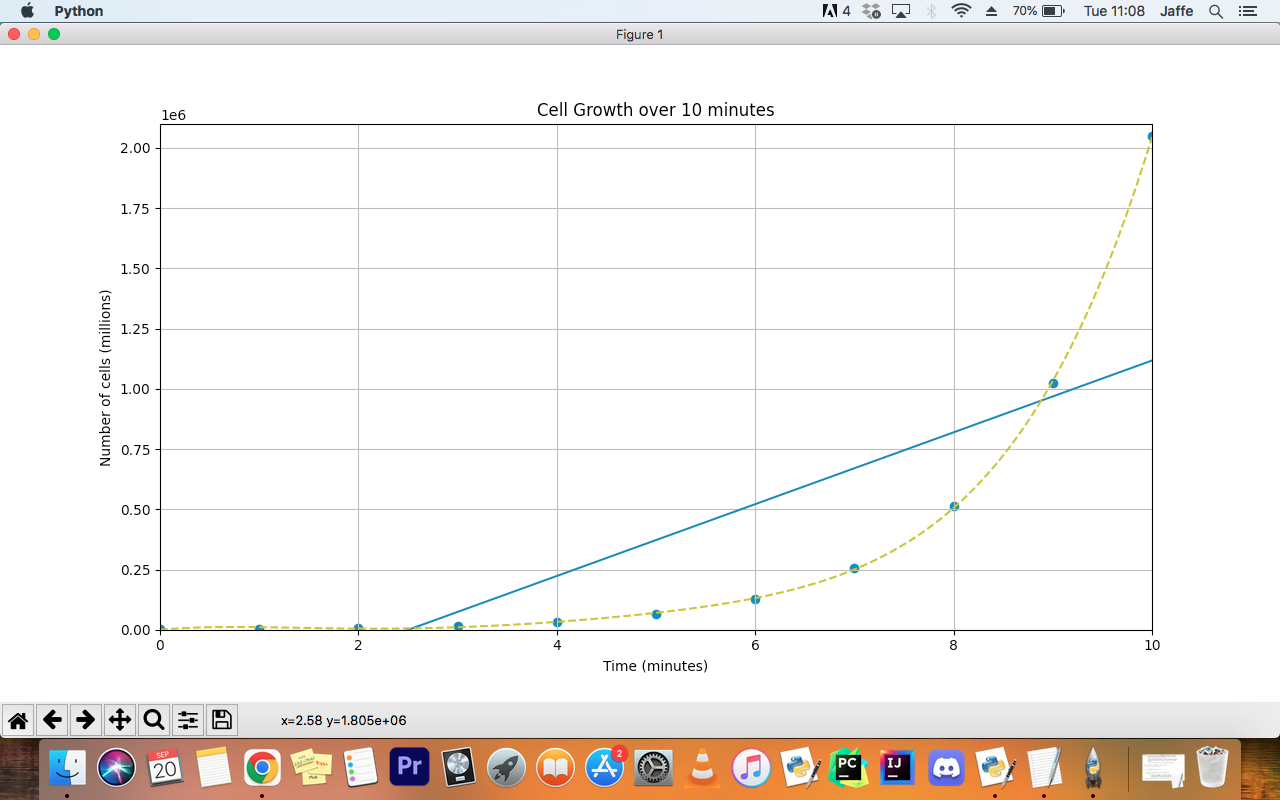 Python 4 70% Tue 11:08 Jaffe
Figure 1
Cell Growth over 10 minutes
1e6
2.00
1.75
1.50
1.25
1.00
0.75
0.50
0.25
0.00
Number of cells (millions)
0 2 4 6 8 10
Time (minutes)
x=2.58 y=1.805e+06
SEP
20
Pr
2
PC
IJ